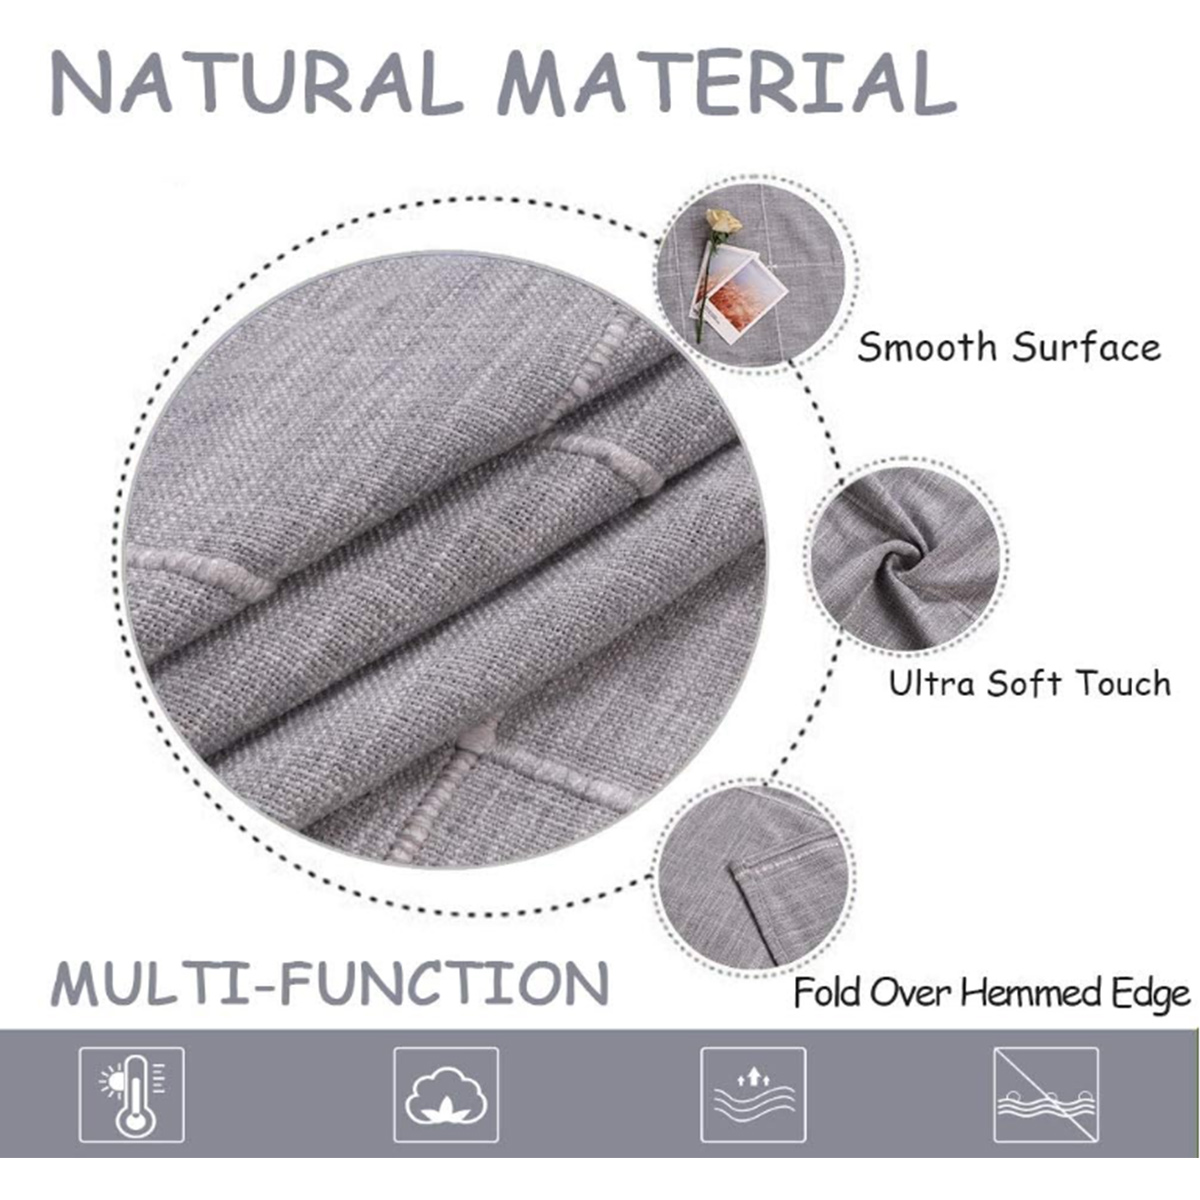 NATURAL MATERIAL
Smooth Surface
Ultra Soft Touch
Fold Over Hemmed Edge
MULTI-FUNCTION